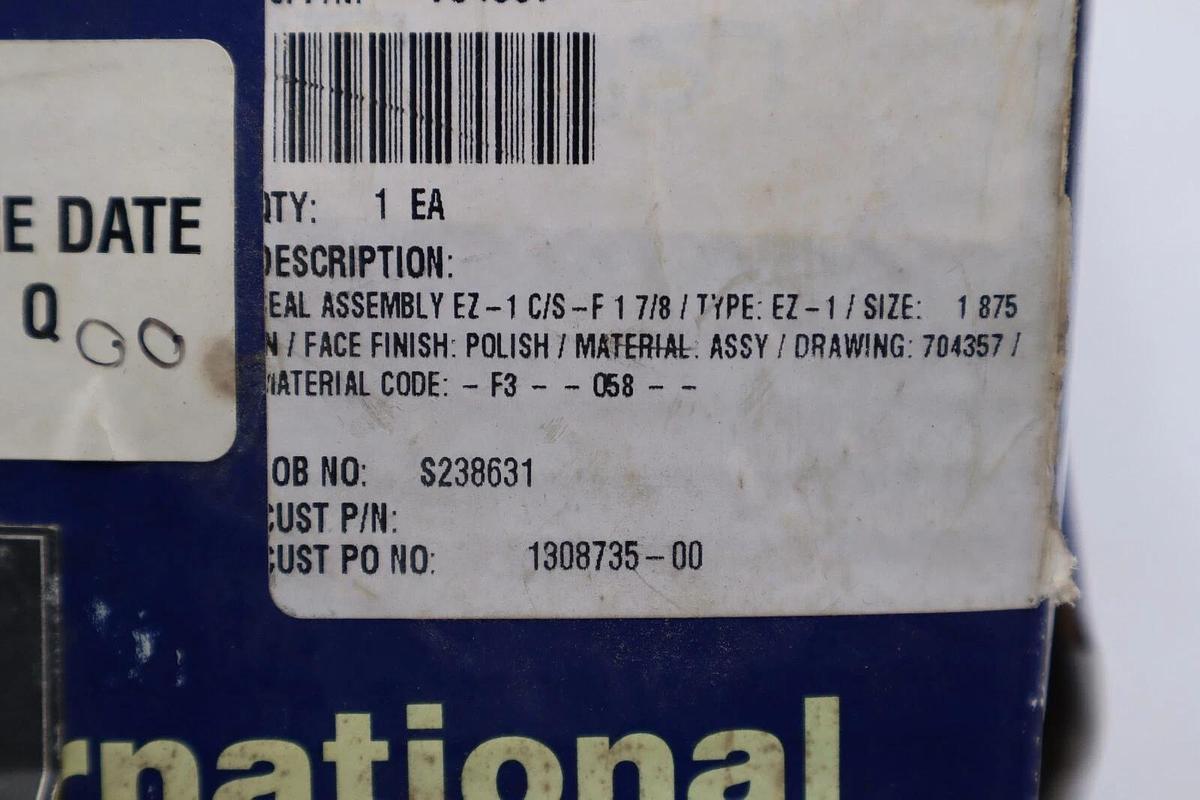 QTY: 1 EA
DESCRIPTION:
EAL ASSEMBLY EZ-1 C/S-F 1 7/8 / TYPE: EZ-1 / SIZE: 1 875
N / FACE FINISH: POLISH / MATERIAL: ASSY / DRAWING: 704357 /
MATERIAL CODE: - F3 - - 058 - -
OB NO: S238631
CUST P/N:
CUST PO NO: 1308735-00
E DATE
Q 00
rnational